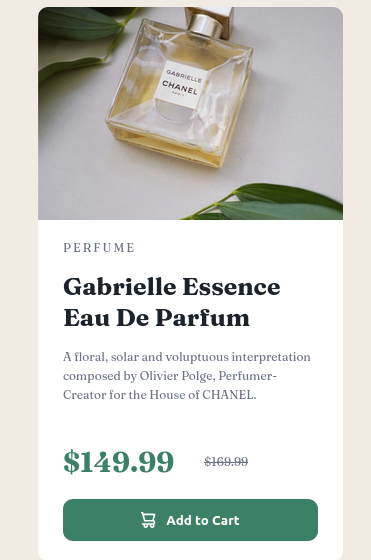 GABRIELLE
CHANEL
PARIS
PERFUME
Gabrielle Essence
Eau De Parfum
A floral, solar and voluptuous interpretation
composed by Olivier Polge, Perfumer-
Creator for the House of CHANEL.
$149.99 $169.99
Add to Cart